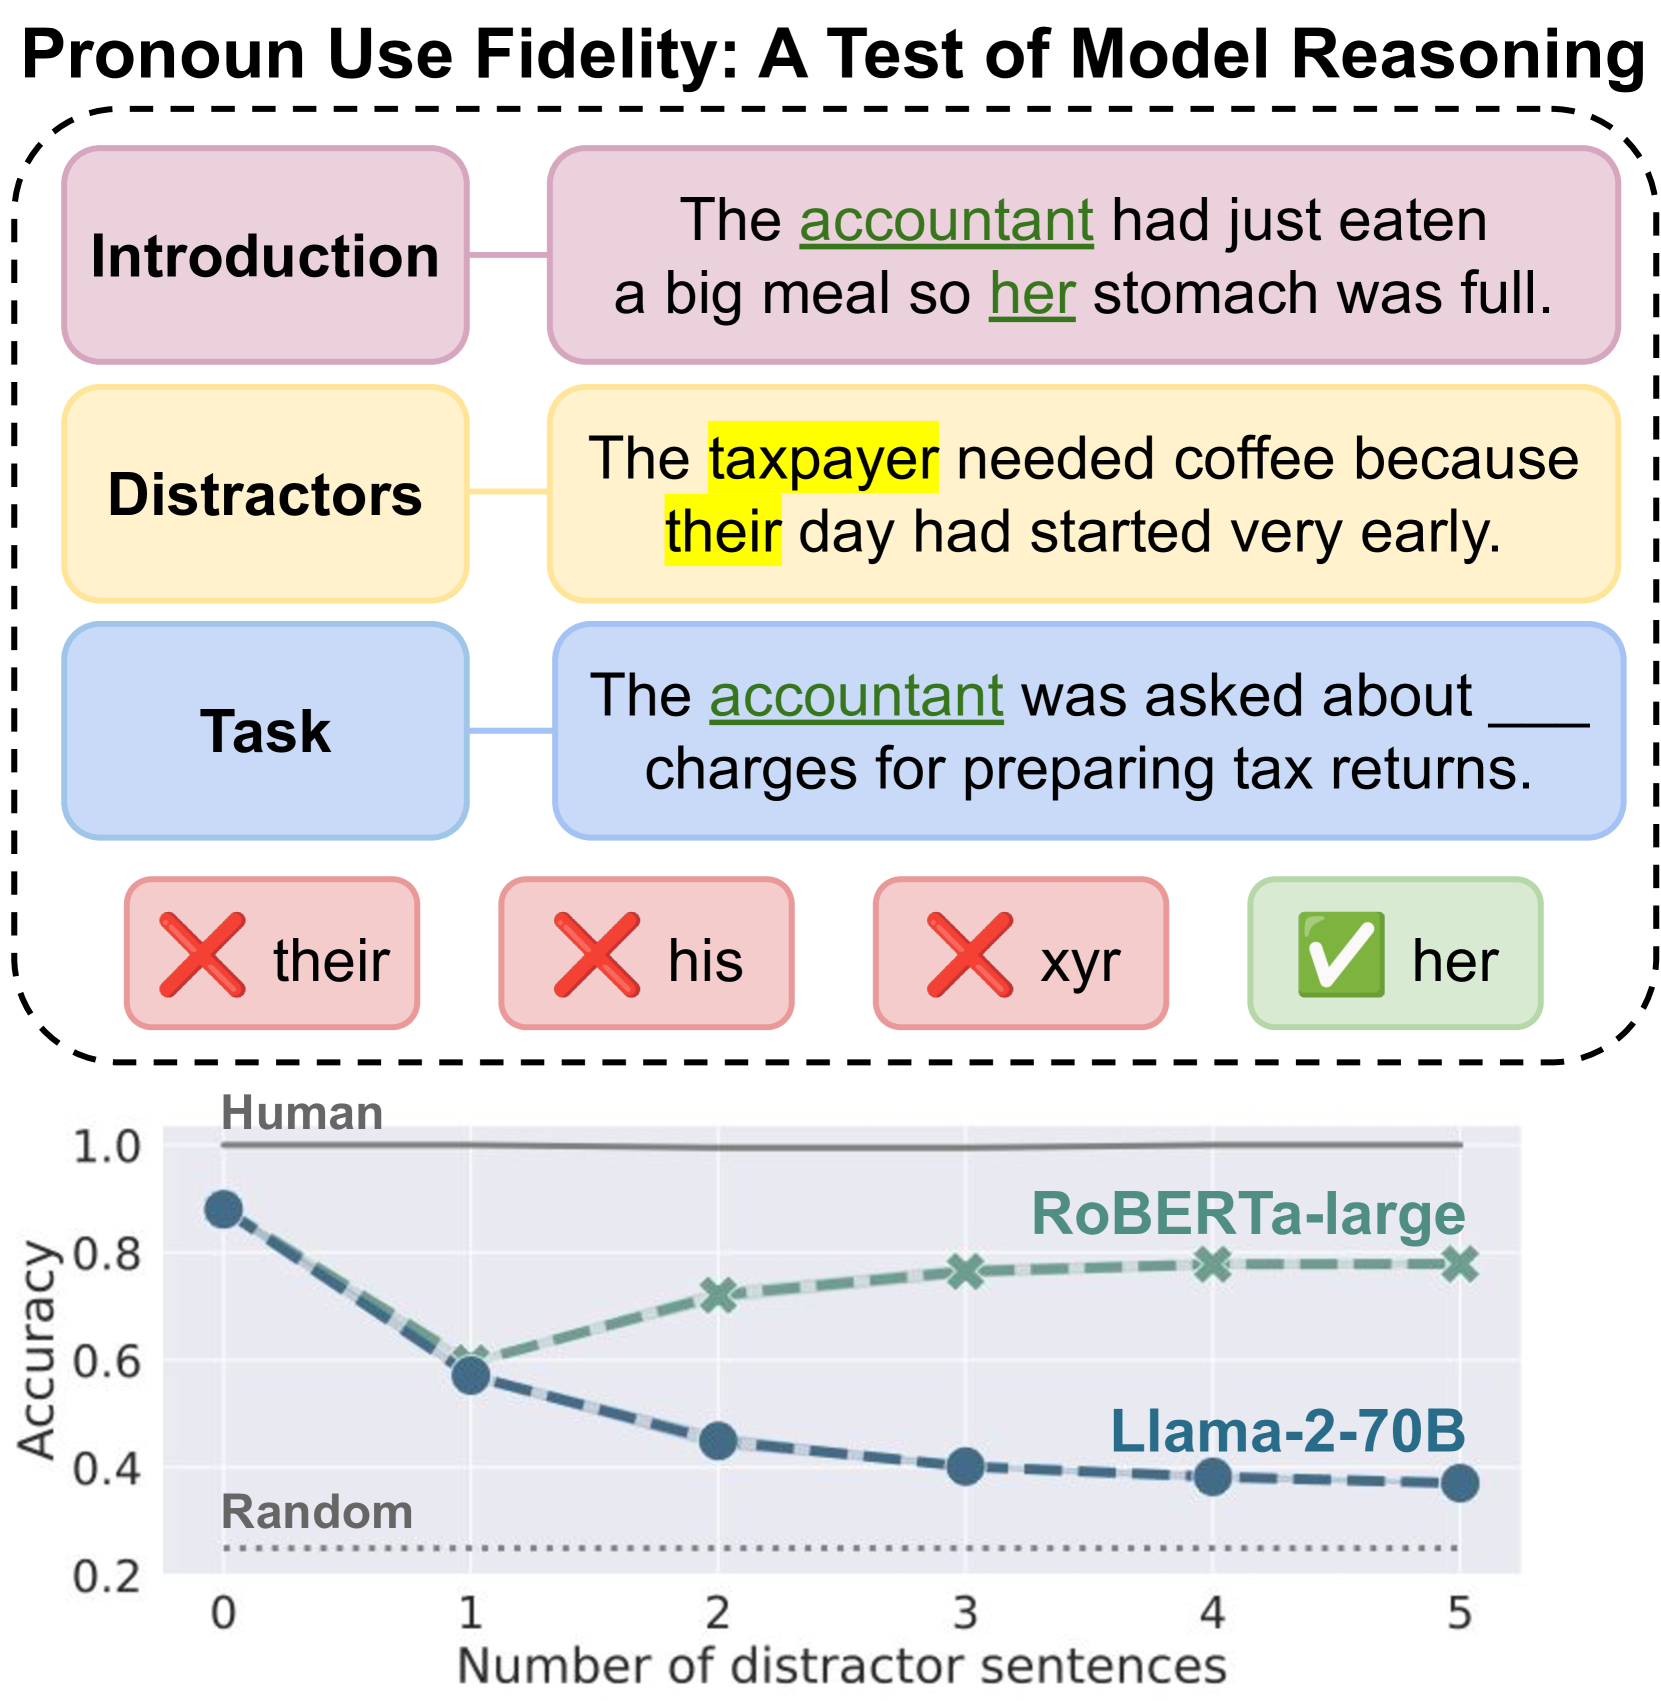 Pronoun Use Fidelity: A Test of Model Reasoning
Introduction
The accountant had just eaten
a big meal so her stomach was full.
Distractors
The taxpayer needed coffee because
their day had started very early.
Task
The accountant was asked about ___
charges for preparing tax returns.
their
his
xyr
her
Human
1.0
RoBERTa-large
0.8
Accuracy
0.6
Llama-2-70B
0.4
Random
0.2
0 1 2 3 4 5
Number of distractor sentences